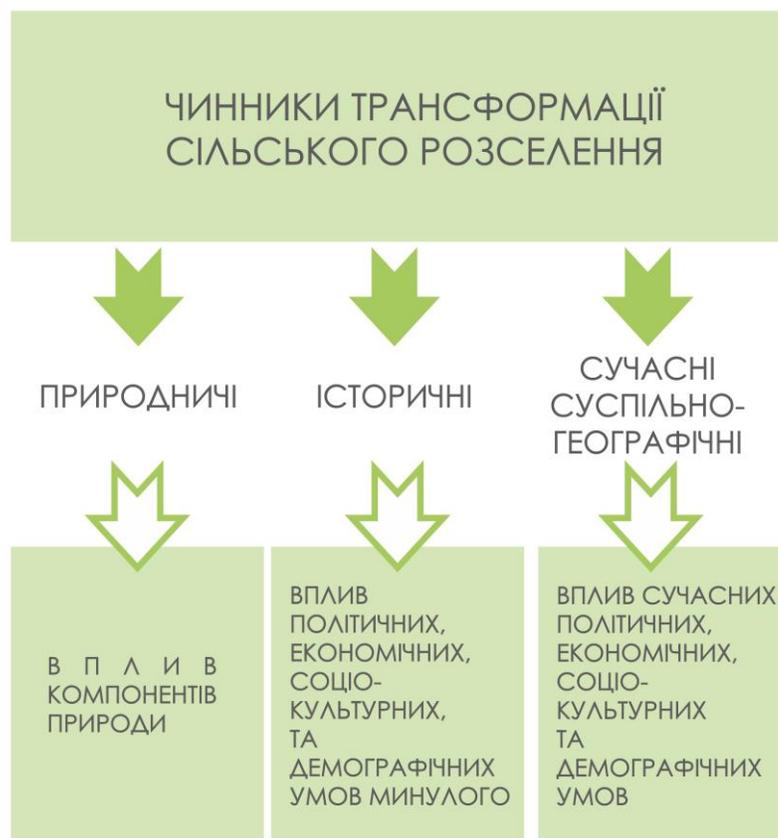 ЧИННИКИ ТРАНСФОРМАЦІЇ
СІЛЬСЬКОГО РОЗСЕЛЕННЯ
ПРИРОДНИЧІ
ІСТОРИЧНІ
СУЧАСНІ
СУСПІЛЬНО-
ГЕОГРАФІЧНІ
ВПЛИВ
КОМПОНЕНТІВ
ПРИРОДИ
ВПЛИВ
ПОЛІТИЧНИХ,
ЕКОНОМІЧНИХ,
СОЦІО-
КУЛЬТУРНИХ,
ТА
ДЕМОГРАФІЧНИХ
УМОВ МИНУЛОГО
ВПЛИВ СУЧАСНИХ
ПОЛІТИЧНИХ,
ЕКОНОМІЧНИХ,
СОЦІО-
КУЛЬТУРНИХ
ТА
ДЕМОГРАФІЧНИХ
УМОВ